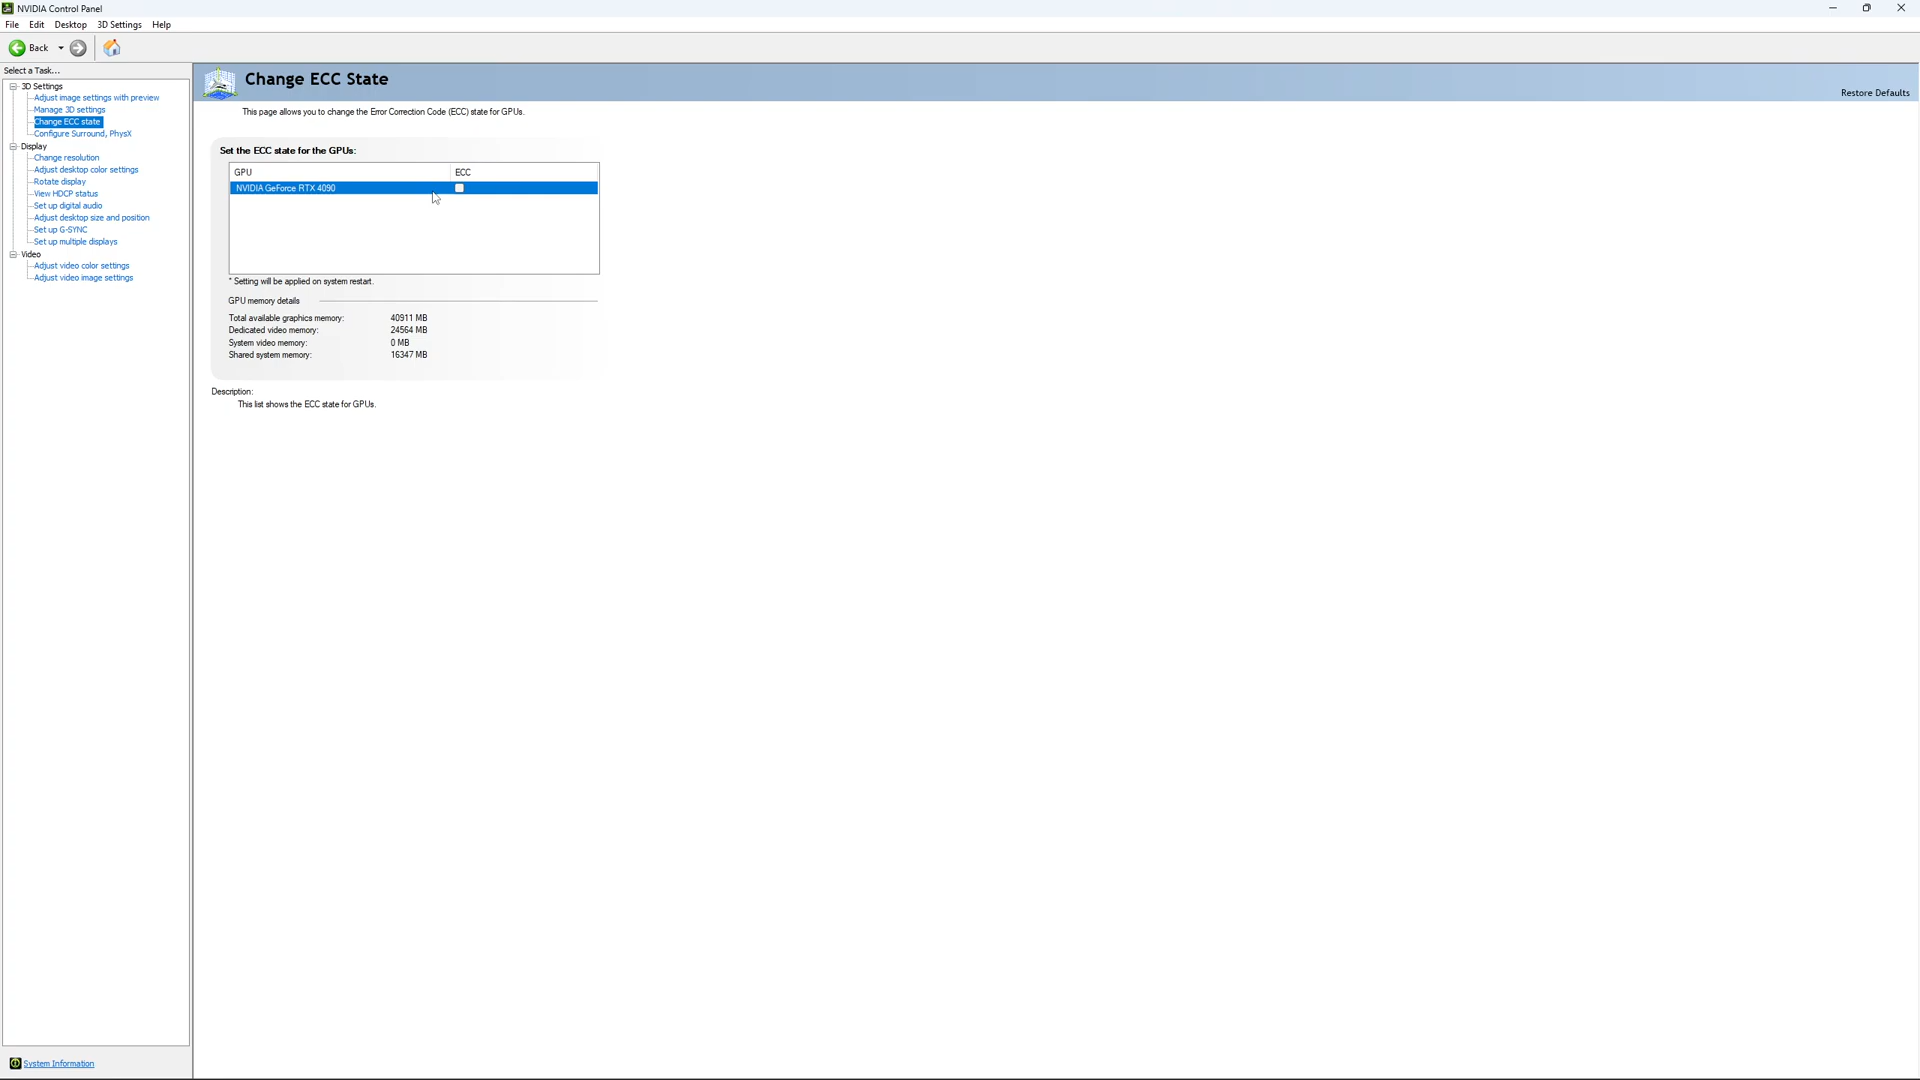 NVIDIA Control Panel
File Edit Desktop 3D Settings Help
Back
Select a Task...
3D Settings
Adjust image settings with preview
Manage 3D settings
Change ECC state
Configure Surround, PhysX
Display
Change resolution
Adjust desktop color settings
Rotate display
View HDCP status
Set up digital audio
Adjust desktop size and position
Set up G-SYNC
Set up multiple displays
Video
Adjust video color settings
Adjust video image settings
System Information
Change ECC State
Restore Defaults
This page allows you to change the Error Correction Code (ECC) state for GPUs.
Set the ECC state for the GPUs:
GPU ECC
NVIDIA GeForce RTX 4090
* Setting will be applied on system restart.
GPU memory details
Total available graphics memory: 40911 MB
Dedicated video memory: 24564 MB
System video memory: 0 MB
Shared system memory: 16347 MB
Description:
This list shows the ECC state for GPUs.